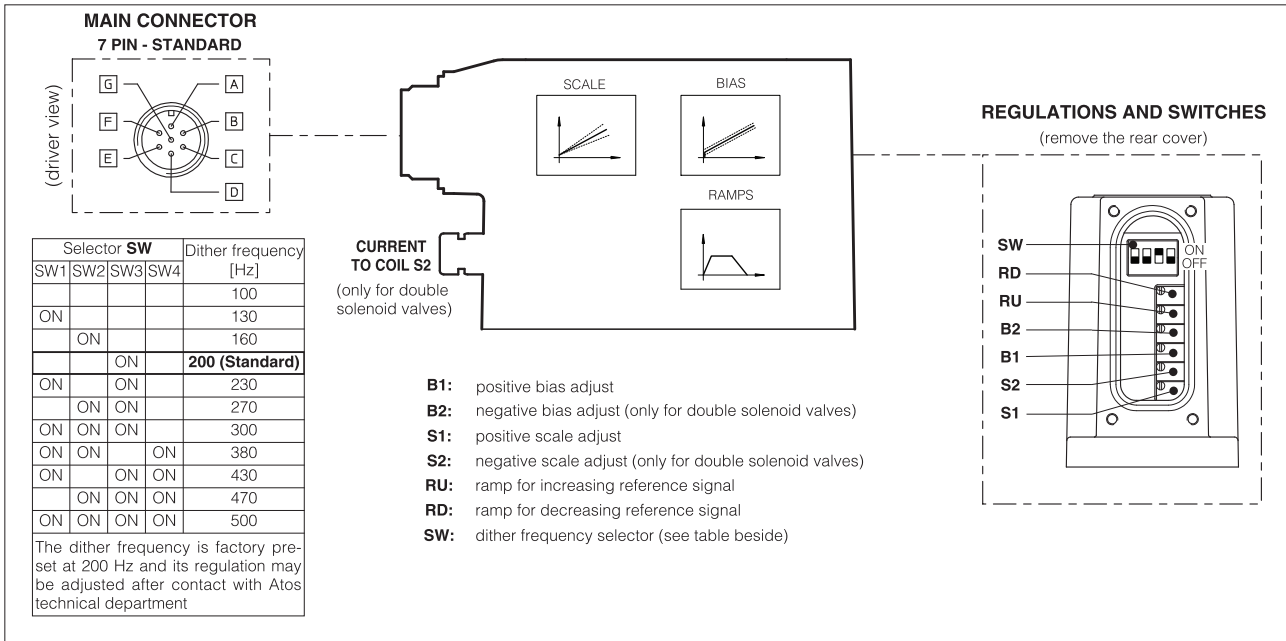 MAIN CONNECTOR
7 PIN - STANDARD
(driver view)
G
A
F
B
E
C
D
SCALE
BIAS
RAMPS
CURRENT
TO COIL S2
(only for double
solenoid valves)
REGULATIONS AND SWITCHES
(remove the rear cover)
SW
ON
OFF
RD
RU
B2
B1
S2
S1
Selector SW Dither frequency
[Hz]
SW1 SW2 SW3 SW4
100
ON 130
ON 160
ON 200 (Standard)
ON ON 230
ON ON 270
ON ON ON 300
ON ON ON 380
ON ON ON 430
ON ON ON 470
ON ON ON ON 500
The dither frequency is factory pre-
set at 200 Hz and its regulation may
be adjusted after contact with Atos
technical department
B1: positive bias adjust
B2: negative bias adjust (only for double solenoid valves)
S1: positive scale adjust
S2: negative scale adjust (only for double solenoid valves)
RU: ramp for increasing reference signal
RD: ramp for decreasing reference signal
SW: dither frequency selector (see table beside)